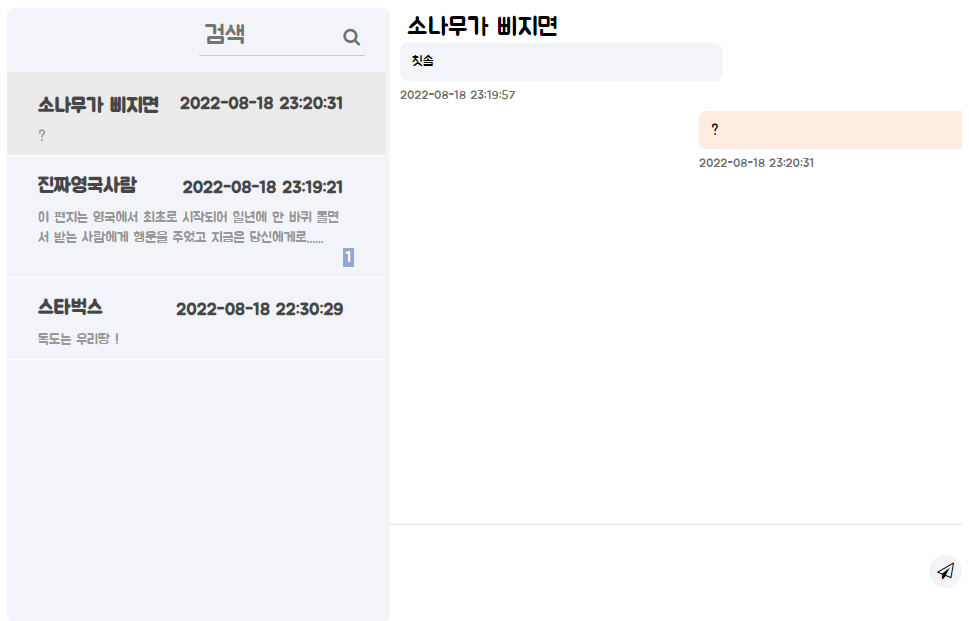 검색
소나무가 삐지면 2022-08-18 23:20:31
?
진짜영국사람 2022-08-18 23:19:21
이 편지는 영국에서 최초로 시작되어 일년에 한 바퀴 돌면
서 받는 사람에게 행운을 주었고 지금은 당신에게로......
1
스타벅스 2022-08-18 22:30:29
독도는 우리땅 !
소나무가 삐지면
칫솔
2022-08-18 23:19:57
?
2022-08-18 23:20:31